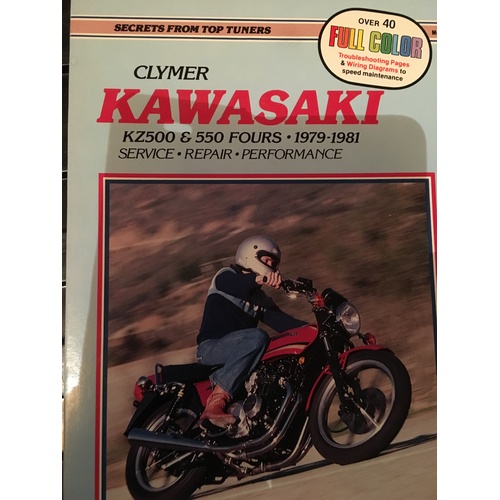 SECRETS FROM TOP TUNERS
OVER 40
FULL COLOR
Troubleshooting Pages
& Wiring Diagrams to
speed maintenance
CLYMER
KAWASAKI
KZ500 & 550 FOURS • 1979-1981
SERVICE • REPAIR • PERFORMANCE